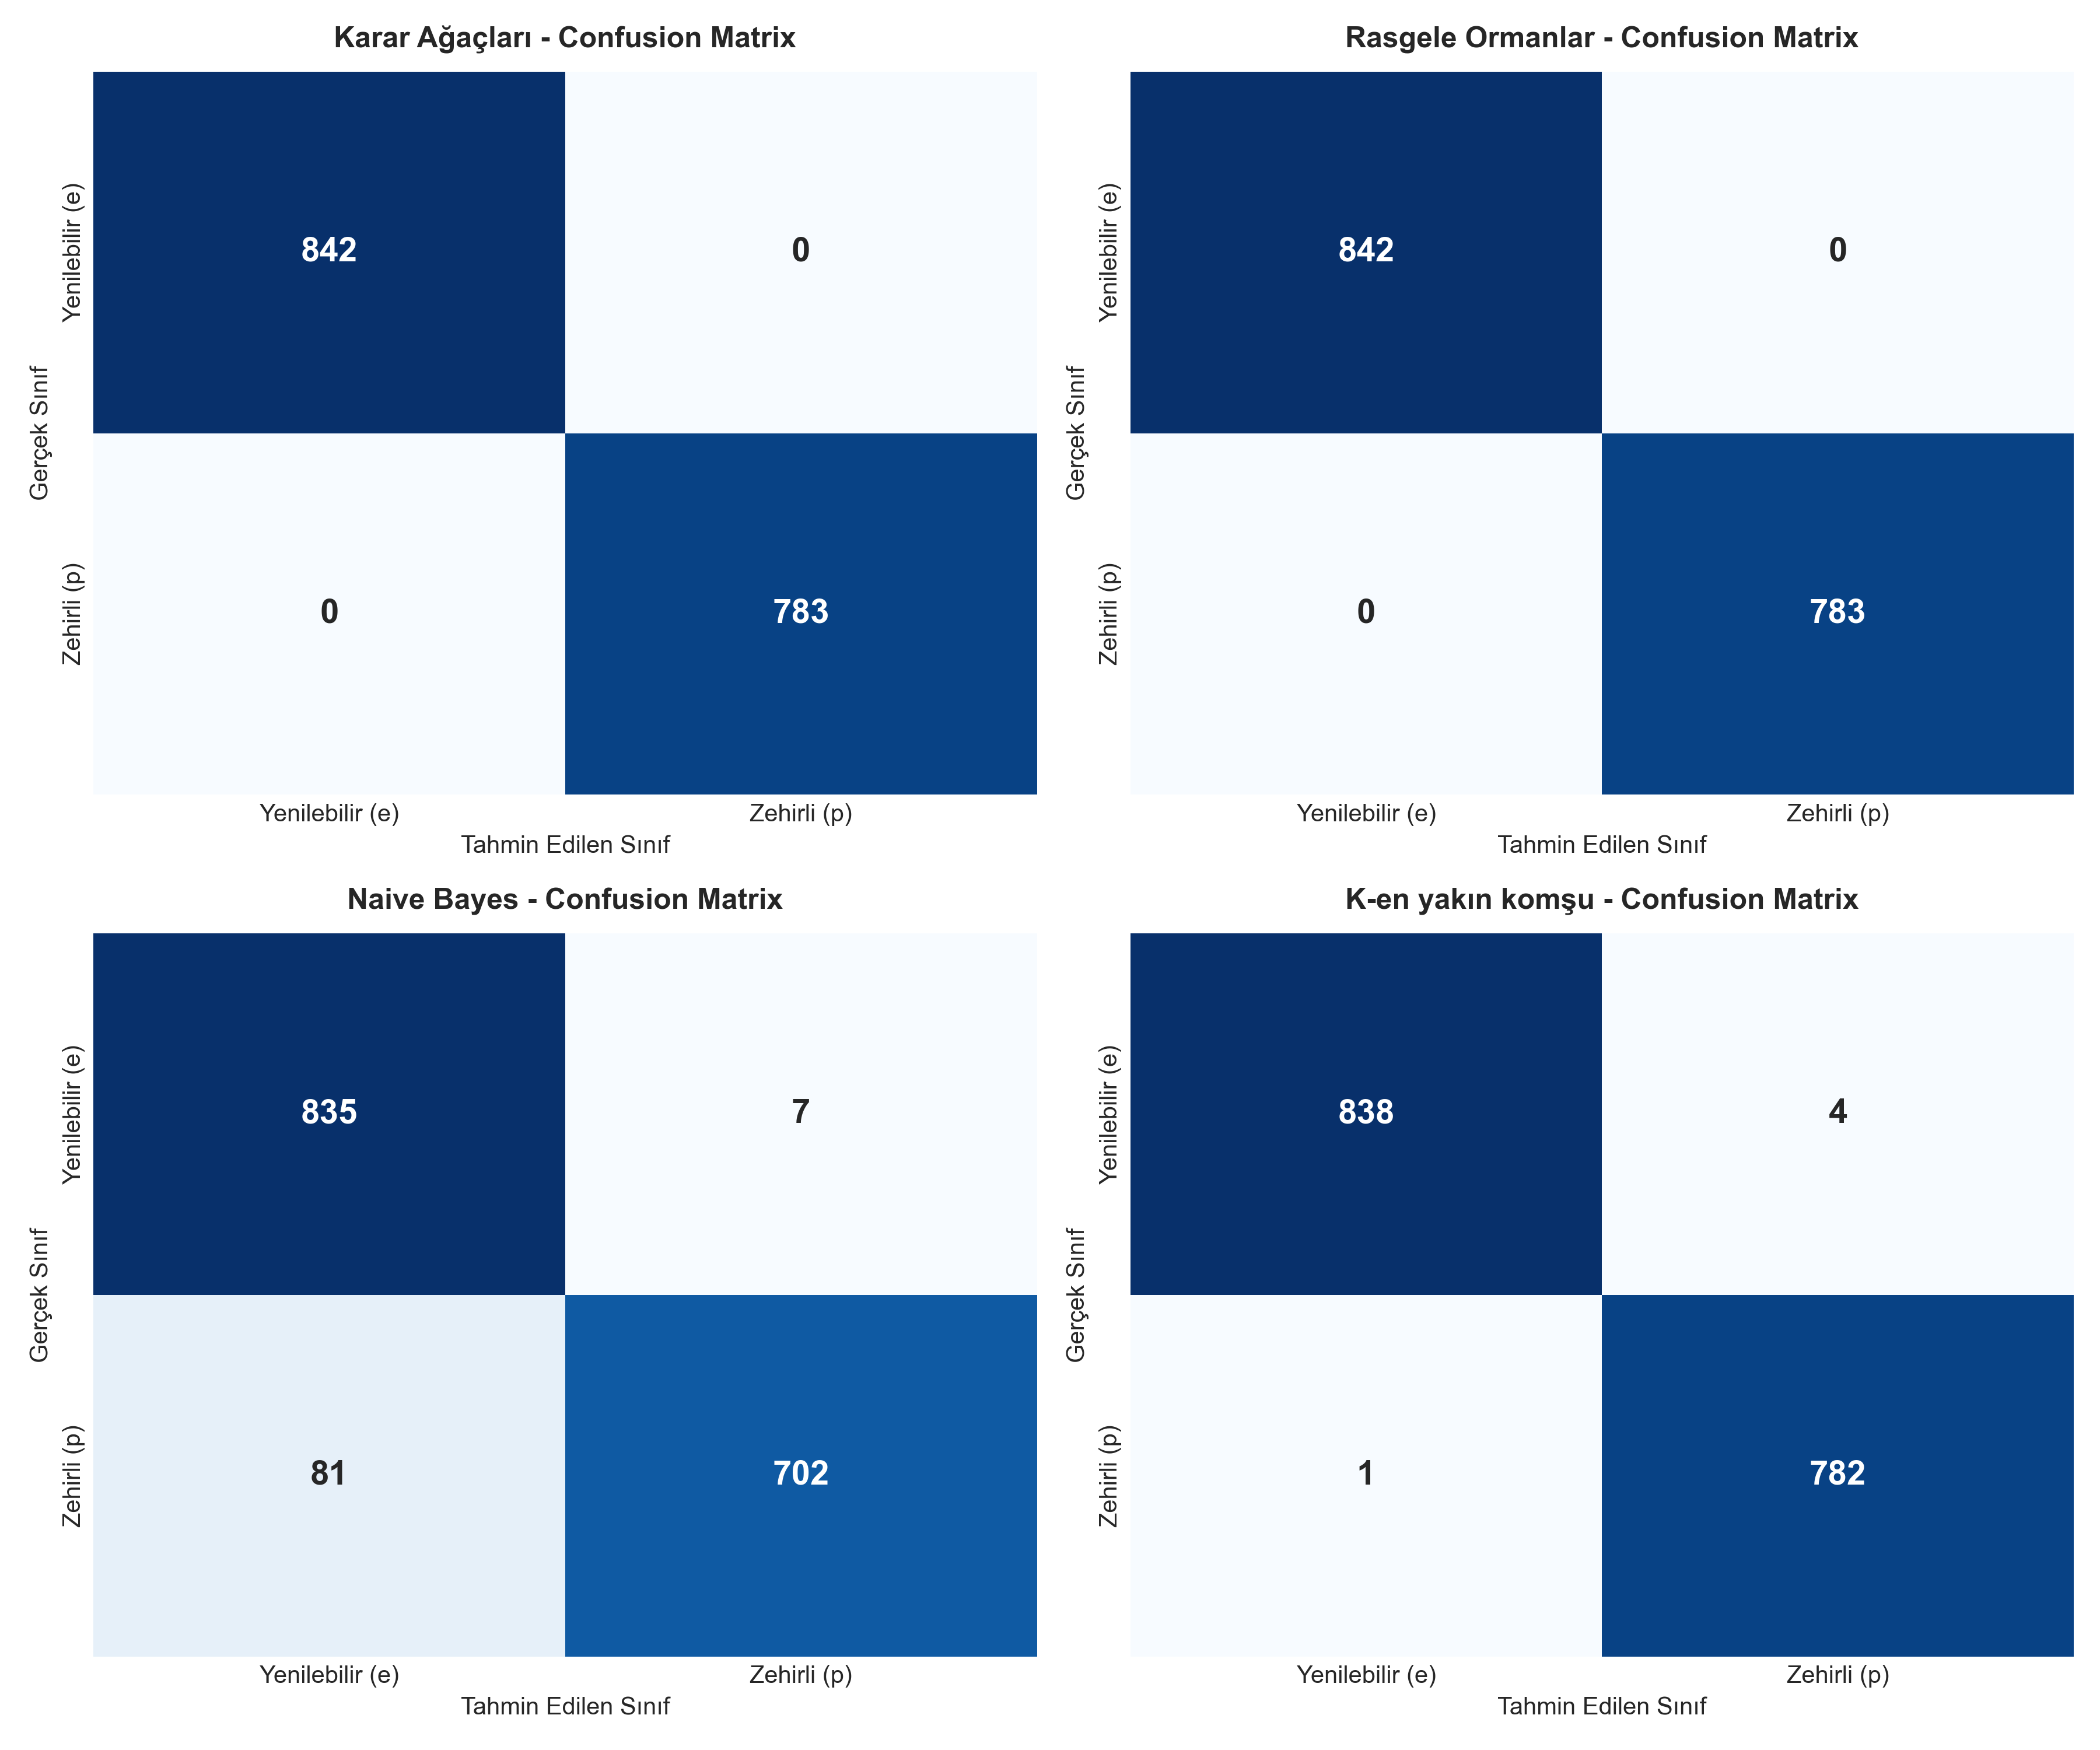 Karar Ağaçları - Confusion Matrix
Gerçek Sınıf
Yenilebilir (e)
842
0
Zehirli (p)
0
783
Yenilebilir (e)
Zehirli (p)
Tahmin Edilen Sınıf
Rasgele Ormanlar - Confusion Matrix
Gerçek Sınıf
Yenilebilir (e)
842
0
Zehirli (p)
0
783
Yenilebilir (e)
Zehirli (p)
Tahmin Edilen Sınıf
Naive Bayes - Confusion Matrix
Gerçek Sınıf
Yenilebilir (e)
835
7
Zehirli (p)
81
702
Yenilebilir (e)
Zehirli (p)
Tahmin Edilen Sınıf
K-en yakın komşu - Confusion Matrix
Gerçek Sınıf
Yenilebilir (e)
838
4
Zehirli (p)
1
782
Yenilebilir (e)
Zehirli (p)
Tahmin Edilen Sınıf